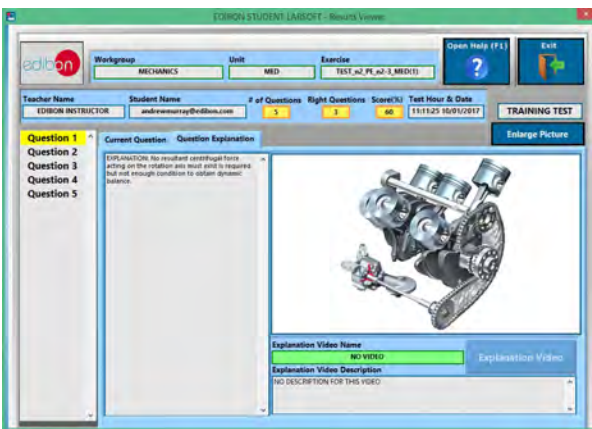 EDIBON STUDENT LABSOFT - Results Viewer
edibon
Workgroup
MECHANICS
Unit
MED
Exercise
TEST_n2_PE_n2-3_MED(1)
Open Help (F1)
?
Exit
Teacher Name
EDIBON INSTRUCTOR
Student Name
andrewmurray@edibon.com
# of Questions
5
Right Questions
3
Score(%)
60
Test Hour & Date
11:11:25 10/01/2017
TRAINING TEST
Question 1
Question 2
Question 3
Question 4
Question 5
Current Question
Question Explanation
Enlarge Picture
EXPLANATION: No resultant centrifugal force
acting on the rotation axis must exist is required
but not enough condition to obtain dynamic
balance.
Explanation Video Name
NO VIDEO
Explanation Video
Explanation Video Description
NO DESCRIPTION FOR THIS VIDEO